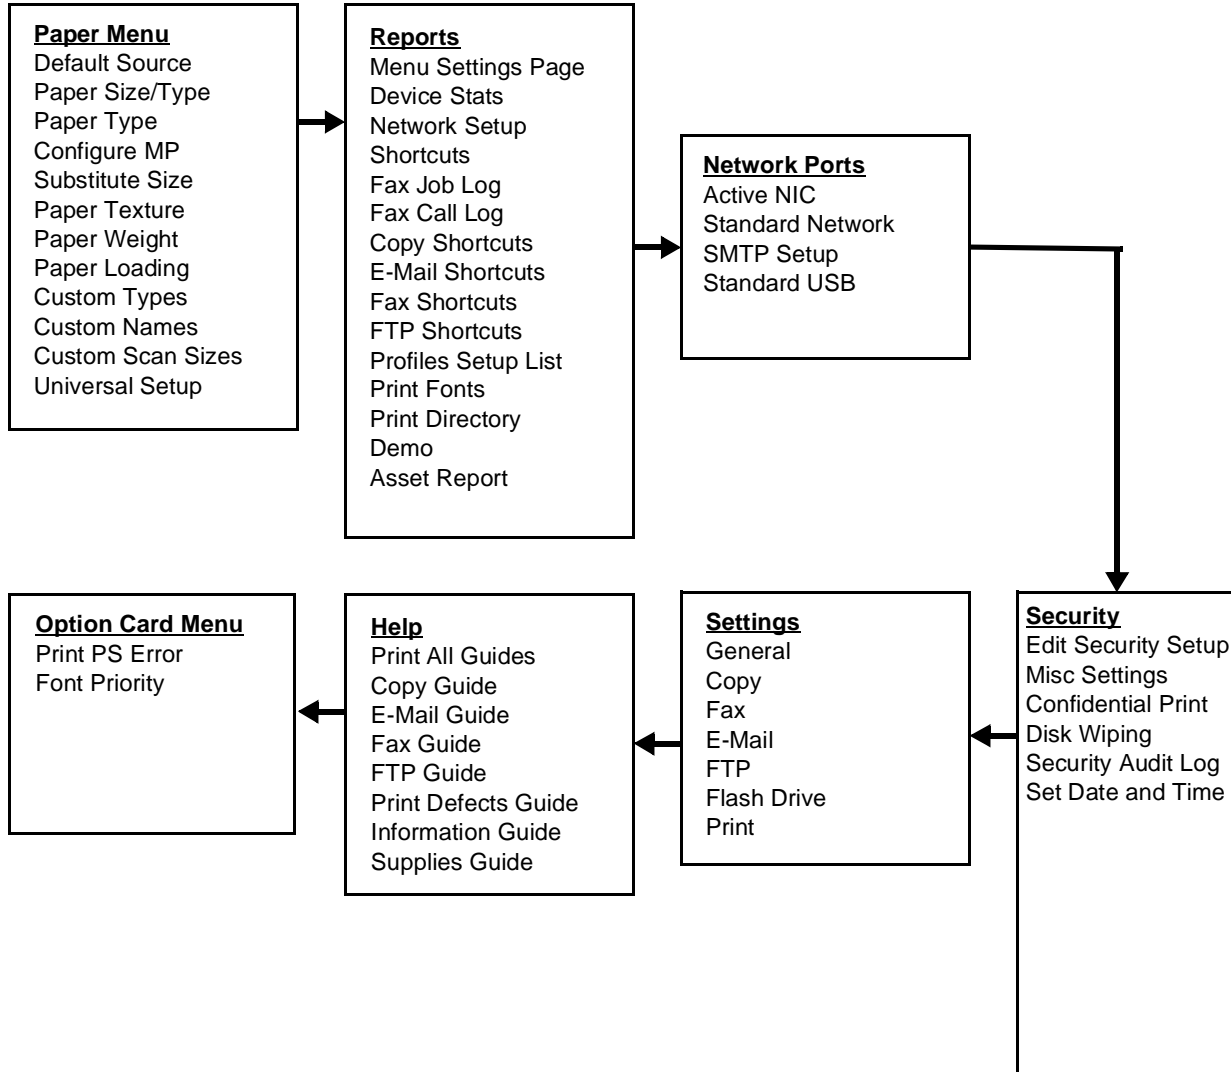 Paper Menu
Default Source
Paper Size/Type
Paper Type
Configure MP
Substitute Size
Paper Texture
Paper Weight
Paper Loading
Custom Types
Custom Names
Custom Scan Sizes
Universal Setup
Reports
Menu Settings Page
Device Stats
Network Setup
Shortcuts
Fax Job Log
Fax Call Log
Copy Shortcuts
E-Mail Shortcuts
Fax Shortcuts
FTP Shortcuts
Profiles Setup List
Print Fonts
Print Directory
Demo
Asset Report
Network Ports
Active NIC
Standard Network
SMTP Setup
Standard USB
Option Card Menu
Print PS Error
Font Priority
Help
Print All Guides
Copy Guide
E-Mail Guide
Fax Guide
FTP Guide
Print Defects Guide
Information Guide
Supplies Guide
Settings
General
Copy
Fax
E-Mail
FTP
Flash Drive
Print
Security
Edit Security Setup
Misc Settings
Confidential Print
Disk Wiping
Security Audit Log
Set Date and Time